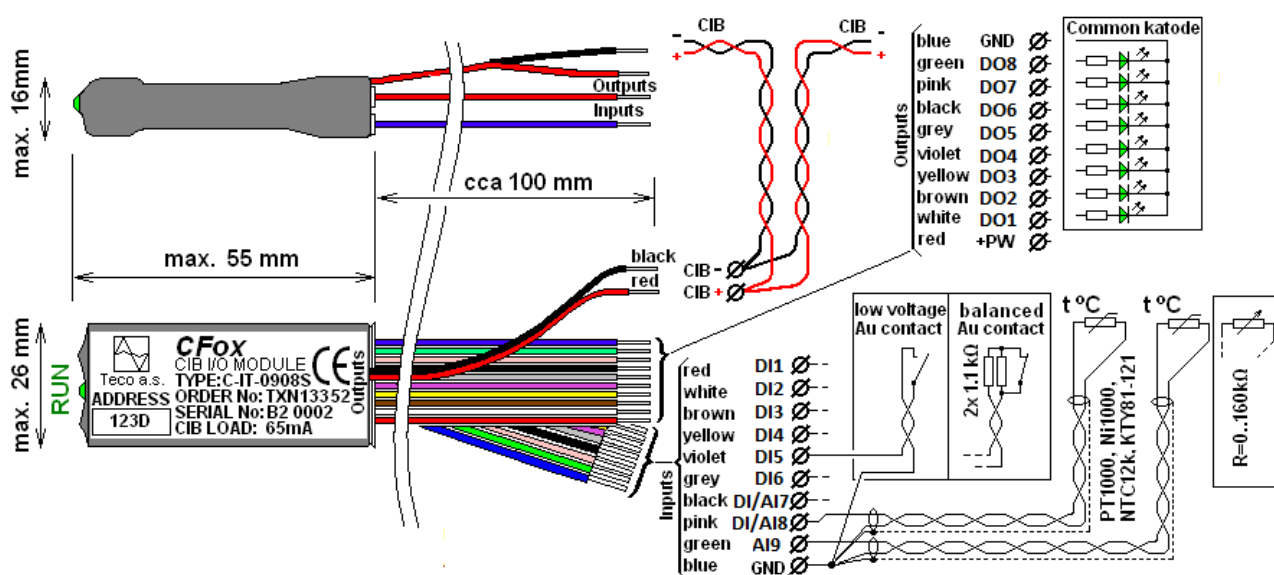 max. 16mm
Outputs
Inputs
cca 100 mm
max. 55 mm
- CIB
+
CIB -
+
CIB -
CIB +
Outputs
blue GND
green DO8
pink DO7
black DO6
grey DO5
violet DO4
yellow DO3
brown DO2
white DO1
red +PW
Common katode
black
red
max. 26 mm
RUN
Teco a.s.
ADDRESS
123D
CFox
CIB I/O MODULE
TYPE:C-IT-0908S
ORDER No:TXN13352
SERIAL No:B2 0002
CIB LOAD: 65mA
CE
Outputs
Inputs
red DI1
white DI2
brown DI3
yellow DI4
violet DI5
grey DI6
black DI/AI7
pink DI/AI8
green AI9
blue GND
low voltage
Au contact
balanced
Au contact
2x 1.1 kΩ
t ºC
t ºC
PT1000, Ni1000,
NTC12k, KTY81-121
R=0..160kΩ